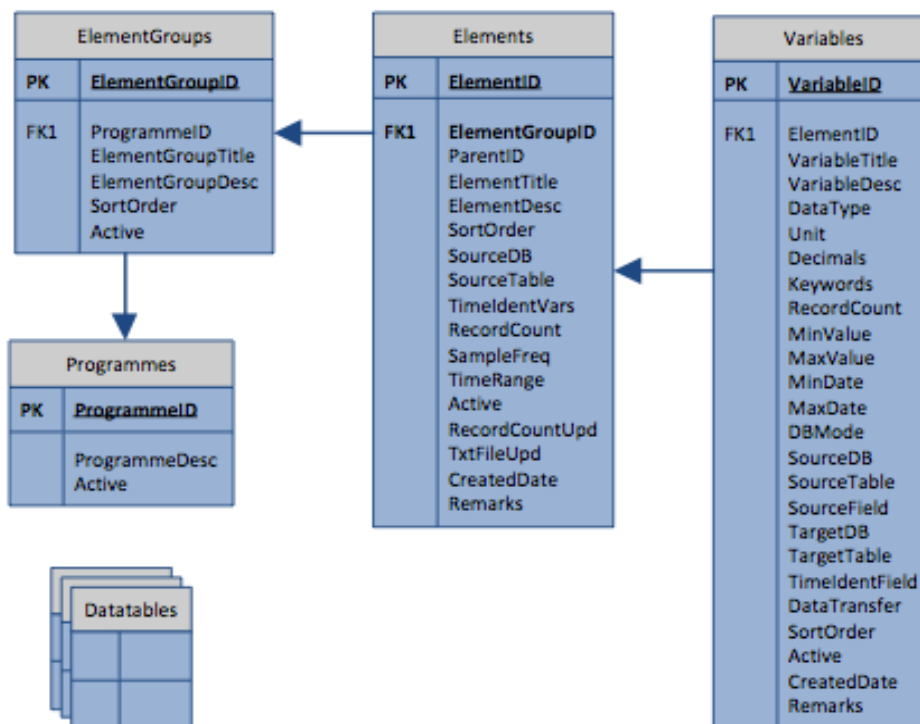 ElementGroups
PK ElementGroupID
FK1 ProgrammeID
ElementGroupTitle
ElementGroupDesc
SortOrder
Active
Programmes
PK ProgrammeID
ProgrammeDesc
Active
Datatables
Elements
PK ElementID
FK1 ElementGroupID
ParentID
ElementTitle
ElementDesc
SortOrder
SourceDB
SourceTable
TimeIdentVars
RecordCount
SampleFreq
TimeRange
Active
RecordCountUpd
TxtFileUpd
CreatedDate
Remarks
Variables
PK VariableID
FK1 ElementID
VariableTitle
VariableDesc
DataType
Unit
Decimals
Keywords
RecordCount
MinValue
MaxValue
MinDate
MaxDate
DBMode
SourceDB
SourceTable
SourceField
TargetDB
TargetTable
TimeIdentField
DataTransfer
SortOrder
Active
CreatedDate
Remarks